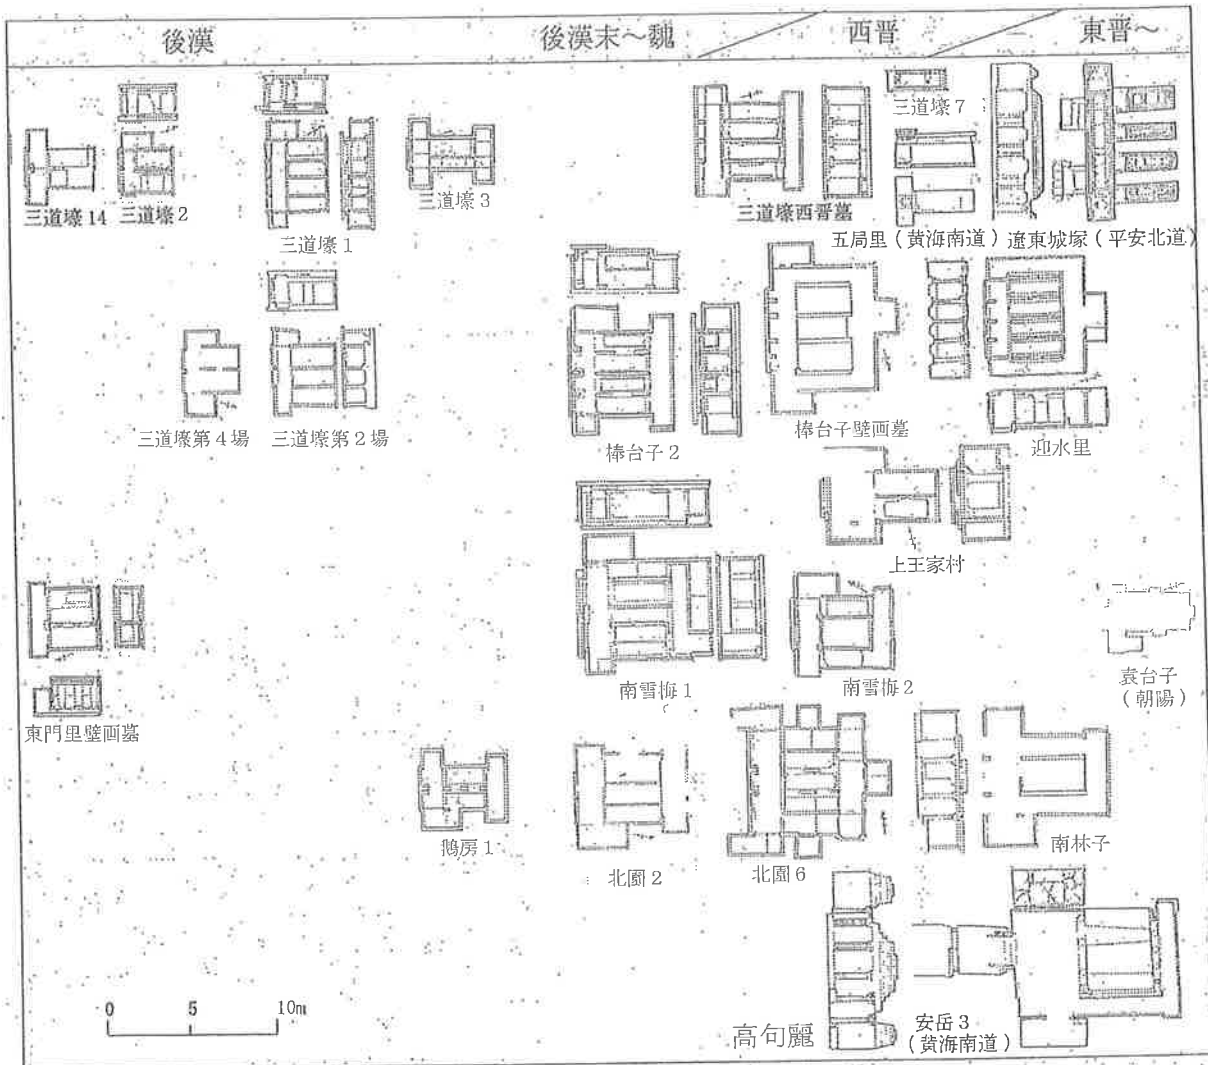 後漢
後漢末～魏
西晋
東晋～
三道壕7
三道壕14
三道壕2
三道壕1
三道壕3
三道壕西晋墓
五局里（黄海南道）
遼東城塚（平安北道）
三道壕第4場
三道壕第2場
棒台子2
棒台子壁画墓
迎水里
上王家村
南雪梅1
南雪梅2
袁台子
（朝陽）
東門里壁画墓
鵝房1
北園2
北園6
南林子
0 5 10m
高句麗
安岳3
（黄海南道）